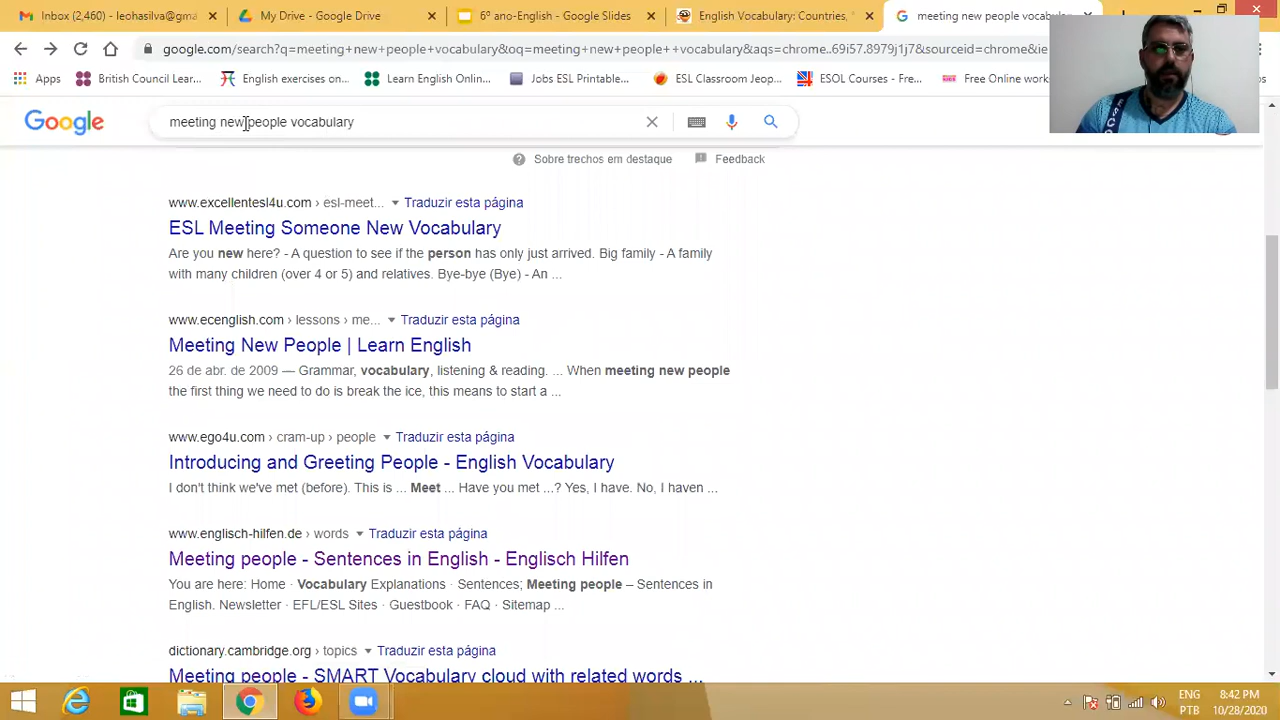 Inbox (2,460) - leohasilva@gma
My Drive - Google Drive
6º ano-English - Google Slides
English Vocabulary: Countries,
meeting new people vocabu
google.com/search?q=meeting+new+people+vocabulary&oq=meeting+new+people++vocabulary&aqs=chrome..69i57.8979j1j7&sourceid=chrome&ie
Apps
British Council Lear...
English exercises on...
Learn English Onlin...
Jobs ESL Printable...
ESL Classroom Jeop...
ESOL Courses - Fre...
Free Online wo
Google
meeting new people vocabulary
Sobre trechos em destaque
Feedback
www.excellentesl4u.com › esl-meet... Traduzir esta página
ESL Meeting Someone New Vocabulary
Are you new here? - A question to see if the person has only just arrived. Big family - A family
with many children (over 4 or 5) and relatives. Bye-bye (Bye) - An ...
www.ecenglish.com › lessons › me... Traduzir esta página
Meeting New People | Learn English
26 de abr. de 2009 — Grammar, vocabulary, listening & reading. ... When meeting new people
the first thing we need to do is break the ice, this means to start a ...
www.ego4u.com › cram-up › people Traduzir esta página
Introducing and Greeting People - English Vocabulary
I don't think we've met (before). This is ... Meet ... Have you met ...? Yes, I have. No, I haven ...
www.englisch-hilfen.de › words Traduzir esta página
Meeting people - Sentences in English - Englisch Hilfen
You are here: Home · Vocabulary Explanations · Sentences; Meeting people – Sentences in
English. Newsletter · EFL/ESL Sites · Guestbook · FAQ · Sitemap ...
dictionary.cambridge.org › topics Traduzir esta página
Meeting people - SMART Vocabulary cloud with related words ...
ENG
PTB
8:42 PM
10/28/2020